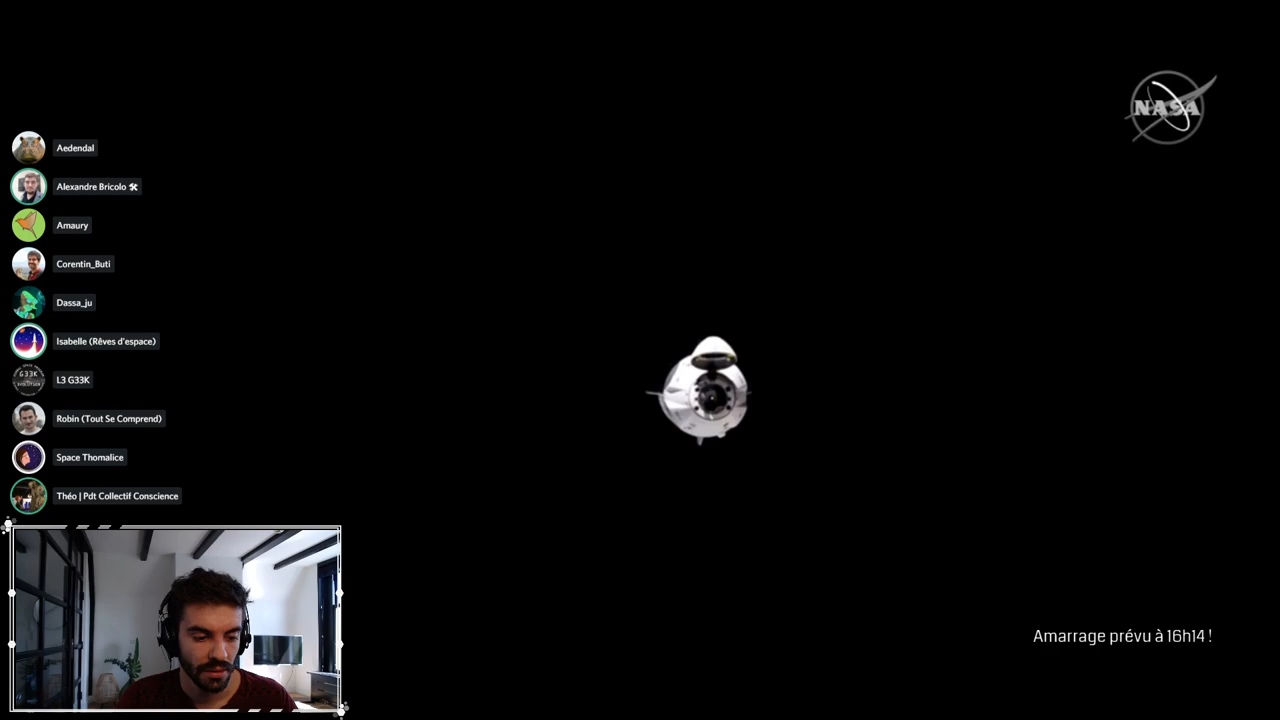 NASA
Aedendal
Alexandre Bricolo 🛠
Amaury
Corentin_Buti
Dassa_ju
Isabelle (Rêves d'espace)
G33K
L3 G33K
Robin (Tout Se Comprend)
Space Thomalice
Théo | Pdt Collectif Conscience
Amarrage prévu à 16h14 !